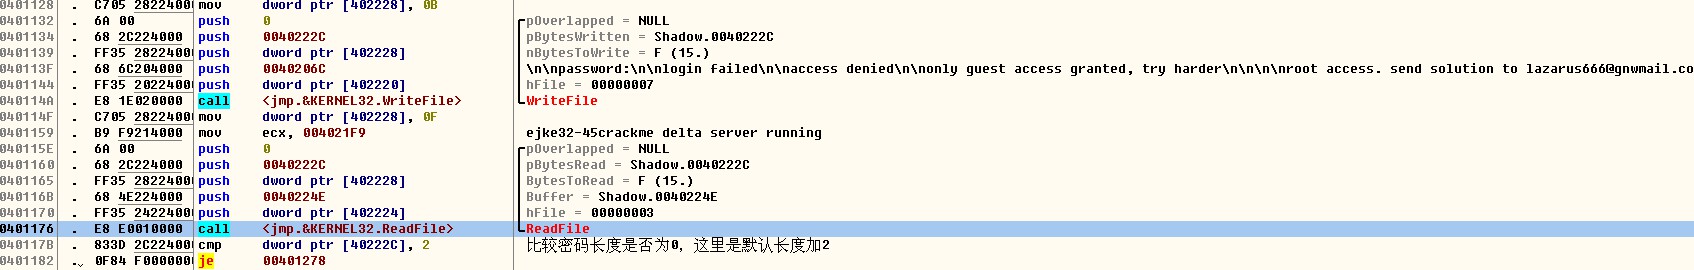 0401128 . C705 28224000 mov dword ptr [402228], 0B
0401132 . 6A 00 push 0 pOverlapped = NULL
0401134 . 68 2C224000 push 0040222C pBytesWritten = Shadow.0040222C
0401139 . FF35 28224000 push dword ptr [402228] nBytesToWrite = F (15.)
040113F . 68 6C204000 push 0040206C \n\npassword:\n\nlogin failed\n\naccess denied\n\nonly guest access granted, try harder\n\n\n\nroot access. send solution to lazarus666@gnwmail.co
0401144 . FF35 20224000 push dword ptr [402220] hFile = 00000007
040114A . E8 1E020000 call <jmp.&KERNEL32.WriteFile> WriteFile
040114F . C705 28224000 mov dword ptr [402228], 0F
0401159 . B9 F9214000 mov ecx, 004021F9 ejke32-45crackme delta server running
040115E . 6A 00 push 0 pOverlapped = NULL
0401160 . 68 2C224000 push 0040222C pBytesRead = Shadow.0040222C
0401165 . FF35 28224000 push dword ptr [402228] BytesToRead = F (15.)
040116B . 68 4E224000 push 0040224E Buffer = Shadow.0040224E
0401170 . FF35 24224000 push dword ptr [402224] hFile = 00000003
0401176 . E8 E0010000 call <jmp.&KERNEL32.ReadFile> ReadFile
040117B . 833D 2C224000 cmp dword ptr [40222C], 2 比较密码长度是否为0，这里是默认长度加2
0401182 . 0F84 F0000000 je 00401278